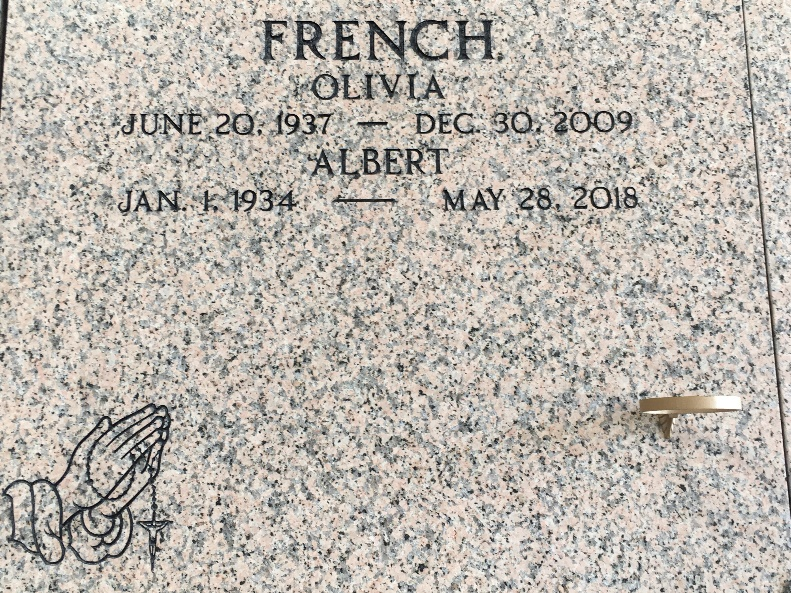 FRENCH
OLIVIA
JUNE 20, 1937 — DEC. 30, 2009
ALBERT
JAN. 1, 1934 — MAY 28, 2018